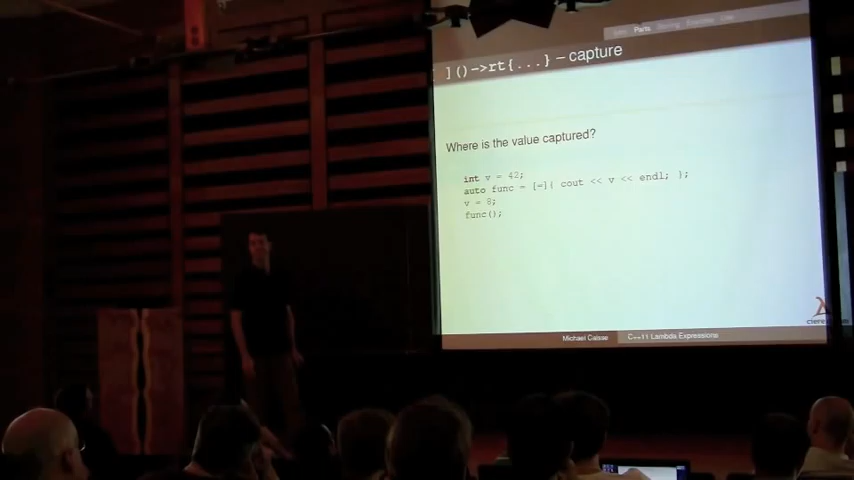 Parts
]()->rt{...} – capture
Where is the value captured?
int v = 42;
auto func = [=]{ cout << v << endl; };
v = 8;
func();
Michael Caisse
C++11 Lambda Expressions